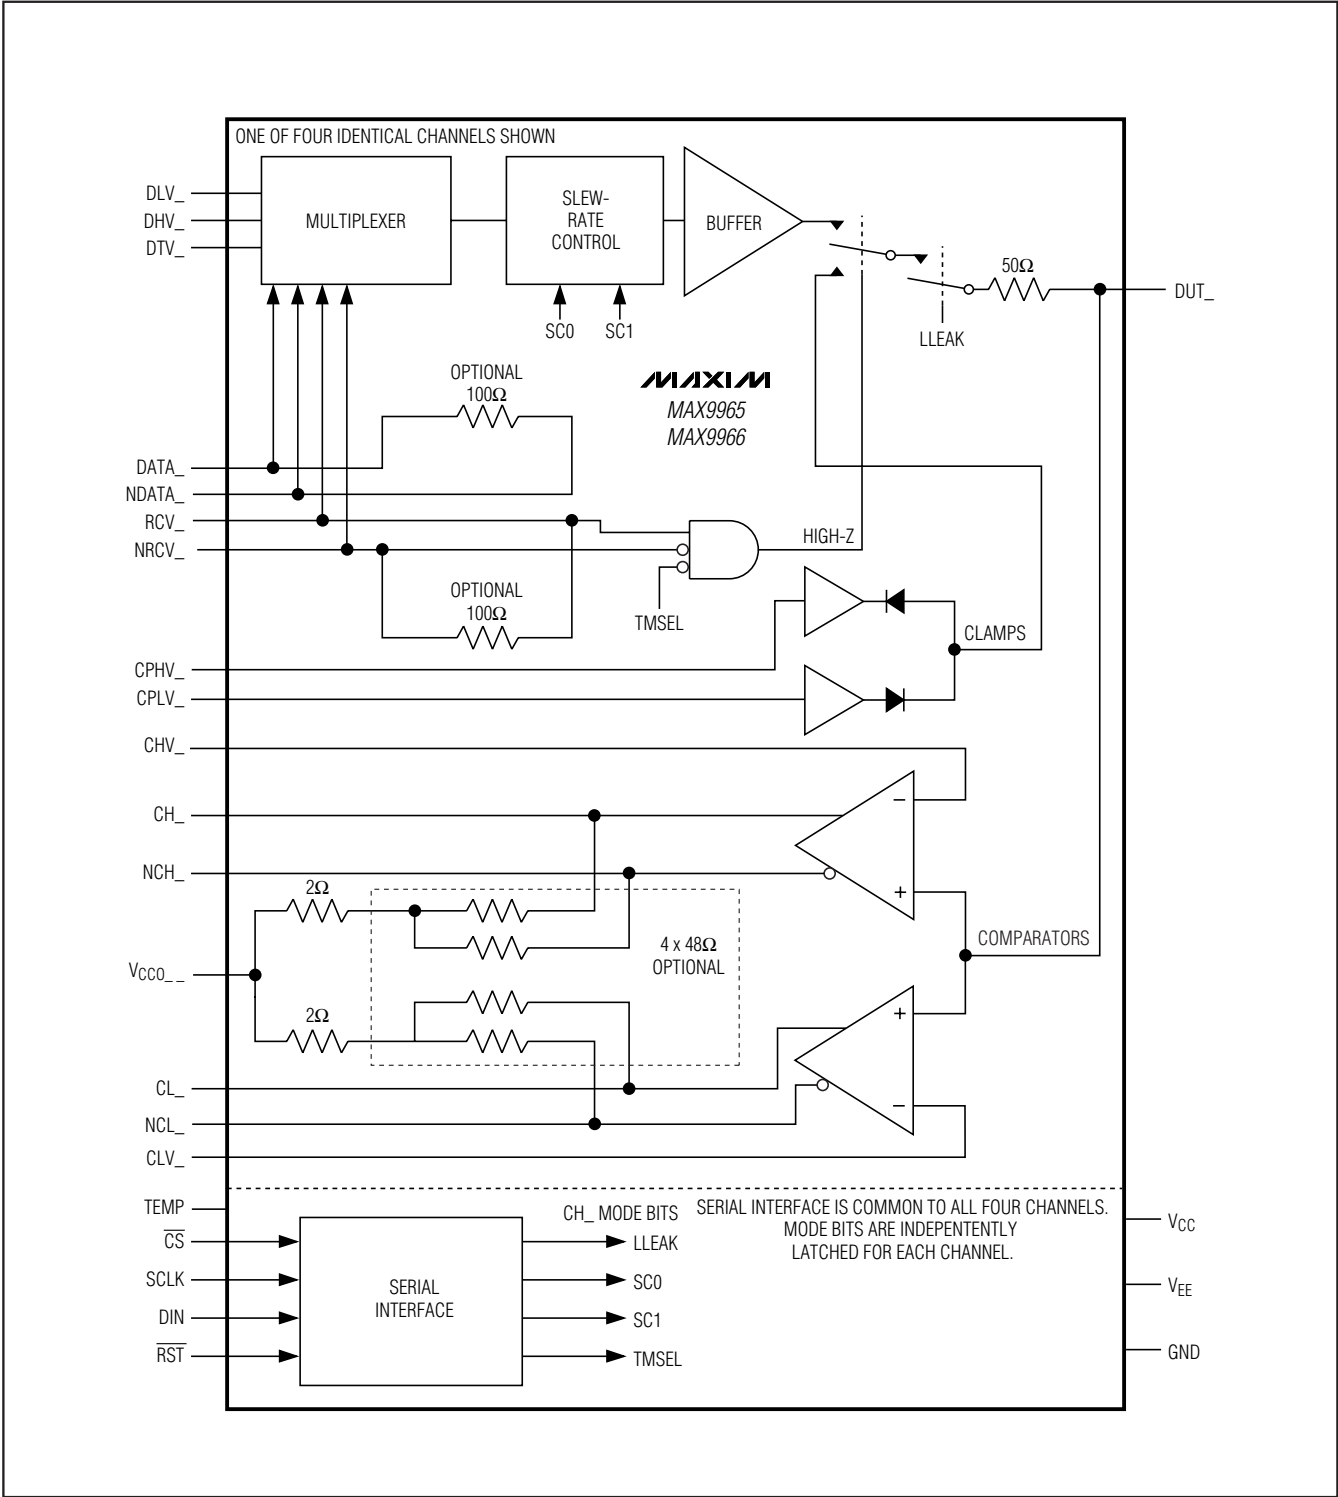 ONE OF FOUR IDENTICAL CHANNELS SHOWN
DLV_
DHV_
DTV_
MULTIPLEXER
SLEW-
RATE
CONTROL
BUFFER
SC0
SC1
50Ω
DUT_
LLEAK
OPTIONAL
100Ω
MAXIM
MAX9965
MAX9966
DATA_
NDATA_
RCV_
NRCV_
HIGH-Z
OPTIONAL
100Ω
TMSEL
CLAMPS
CPHV_
CPLV_
CHV_
CH_
NCH_
−
+
2Ω
4 x 48Ω
OPTIONAL
COMPARATORS
VCCO_ _
2Ω
+
−
CL_
NCL_
CLV_
TEMP
CS
SCLK
DIN
RST
SERIAL
INTERFACE
CH_ MODE BITS
LLEAK
SC0
SC1
TMSEL
SERIAL INTERFACE IS COMMON TO ALL FOUR CHANNELS.
MODE BITS ARE INDEPENTENTLY
LATCHED FOR EACH CHANNEL.
VCC
VEE
GND